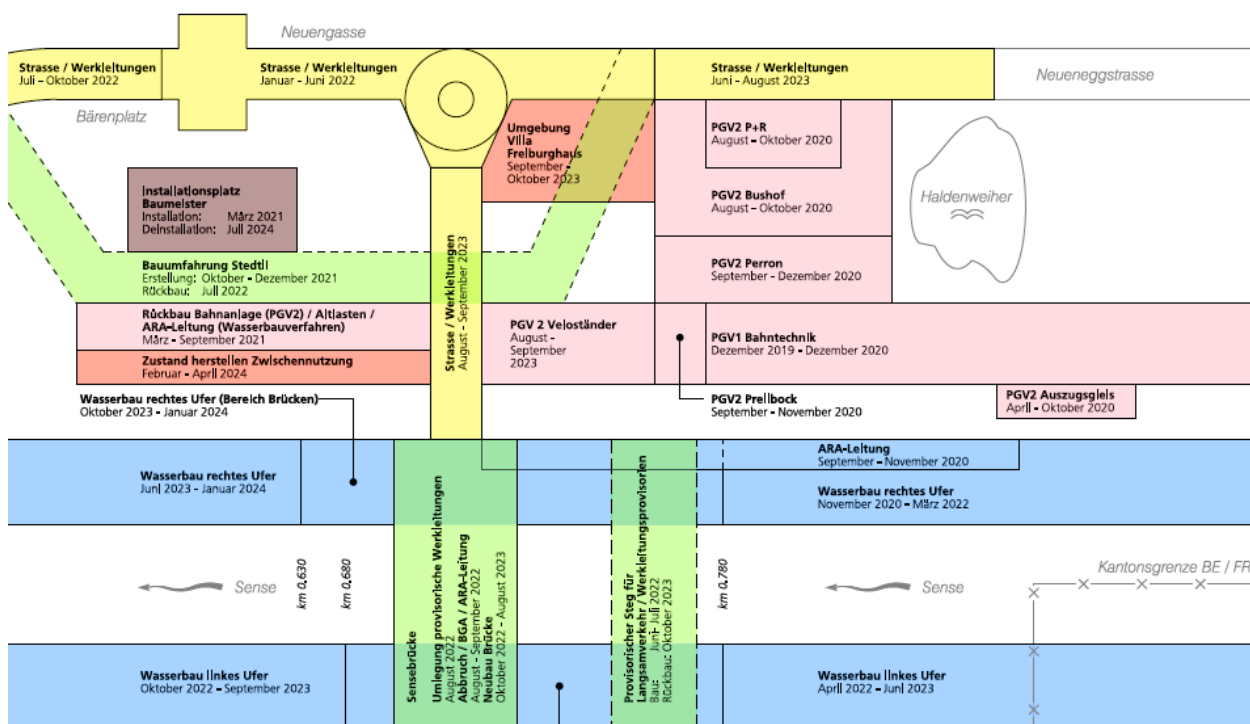 Neuengasse
Strasse / Werkleitungen
Juli – Oktober 2022
Strasse / Werkleitungen
Januar - Juni 2022
Strasse / Werkleitungen
Juni – August 2023
Neueneggstrasse
Bärenplatz
Umgebung
Villa
Freiburghaus
September -
Oktober 2023
PGV2 P+R
August – Oktober 2020
PGV2 Bushof
August – Oktober 2020
Haldenweiher
Installationsplatz
Baumeister
Installation: März 2021
Deinstallation: Juli 2024
Strasse / Werkleitungen
August - September 2023
Bauumfahrung Stedtli
Erstellung: Oktober – Dezember 2021
Rückbau: Juli 2022
PGV2 Perron
September - Dezember 2020
Rückbau Bahnanlage (PGV2) / Altlasten /
ARA-Leitung (Wasserbauverfahren)
März - September 2021
PGV 2 Veloständer
August –
September
2023
PGV1 Bahntechnik
Dezember 2019 - Dezember 2020
Zustand herstellen Zwischennutzung
Februar - April 2024
Wasserbau rechtes Ufer (Bereich Brücken)
Oktober 2023 - Januar 2024
PGV2 Prellbock
September - November 2020
PGV2 Auszugsgleis
April - Oktober 2020
ARA-Leitung
September – November 2020
Wasserbau rechtes Ufer
Juni 2023 - Januar 2024
Wasserbau rechtes Ufer
November 2020 – März 2022
Sensebrücke
Umlegung provisorische Werkleitungen
August 2022
Abbruch / BGA / ARA-Leitung
August - September 2022
Neubau Brücke
Oktober 2022 - August 2023
Provisorischer Steg für
Langsamverkehr / Werkleitungsprovisorien
Bau: Juni- Juli 2022
Rückbau: Oktober 2023
Sense
km 0,630
km 0,680
km 0,780
Sense
Kantonsgrenze BE / FR
Wasserbau linkes Ufer
Oktober 2022 – September 2023
Wasserbau linkes Ufer
April 2022 – Juni 2023